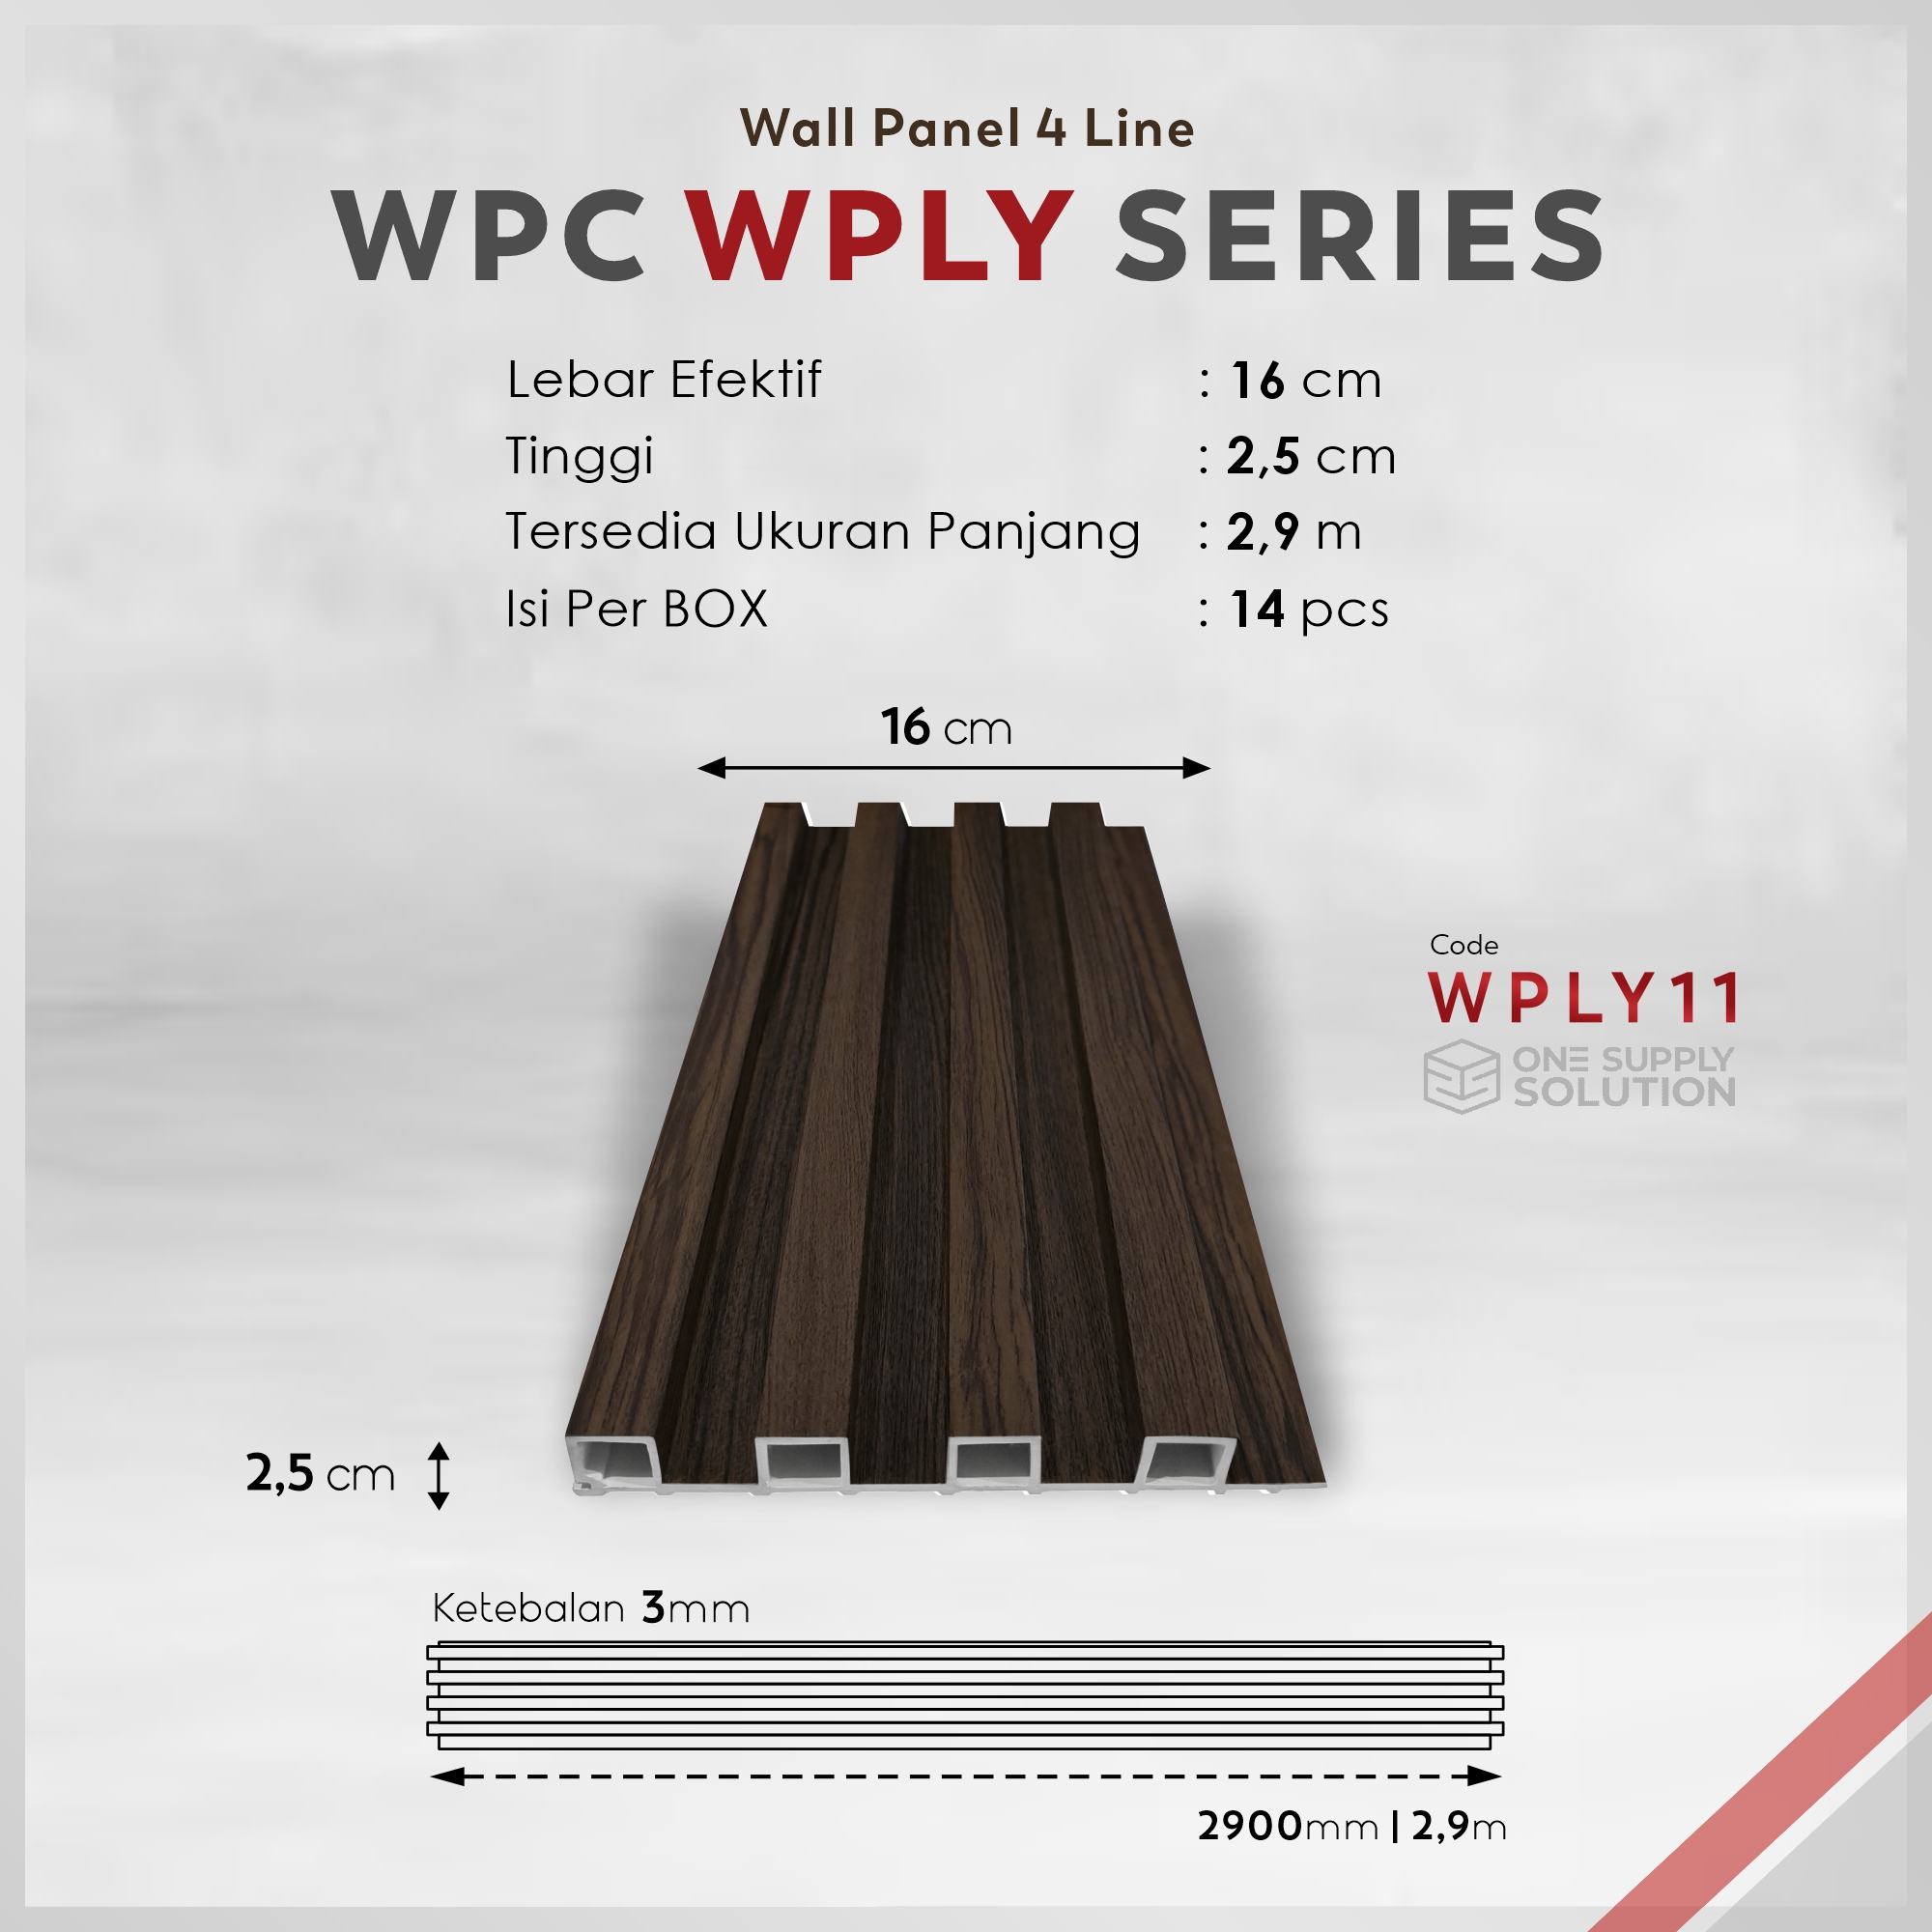 Wall Panel 4 Line
WPC WPLY SERIES
Lebar Efektif : 16 cm
Tinggi : 2,5 cm
Tersedia Ukuran Panjang : 2,9 m
Isi Per BOX : 14 pcs
16 cm
Code
WPLY11
ONE SUPPLY
SOLUTION
2,5 cm
Ketebalan 3mm
2900mm | 2,9m